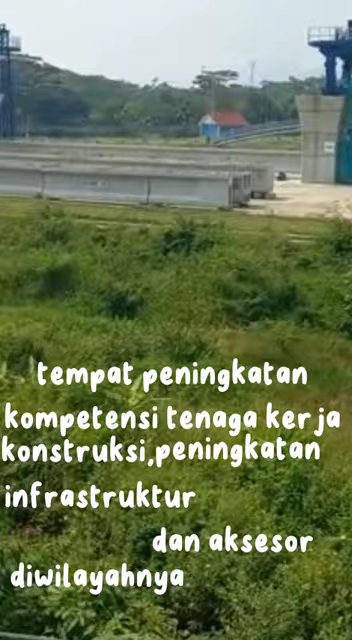 tempat peningkatan
kompetensi tenaga kerja
konstruksi,peningkatan
infrastruktur
dan aksesor
diwilayahnya